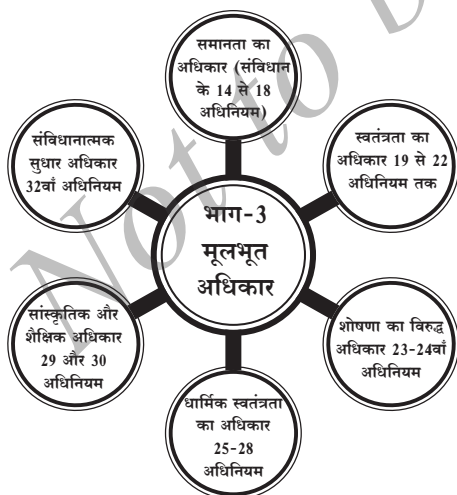 समानता का
अधिकार (संविधान
के 14 से 18
अधिनियम)
स्वतंत्रता का
अधिकार 19 से 22
अधिनियम तक
शोषणा का विरुद्ध
अधिकार 23-24वाँ
अधिनियम
धार्मिक स्वतंत्रता
का अधिकार
25-28
अधिनियम
सांस्कृतिक और
शैक्षिक अधिकार
29 और 30
अधिनियम
संविधानात्मक
सुधार अधिकार
32वाँ अधिनियम
भाग-3
मूलभूत
अधिकार
Not to b